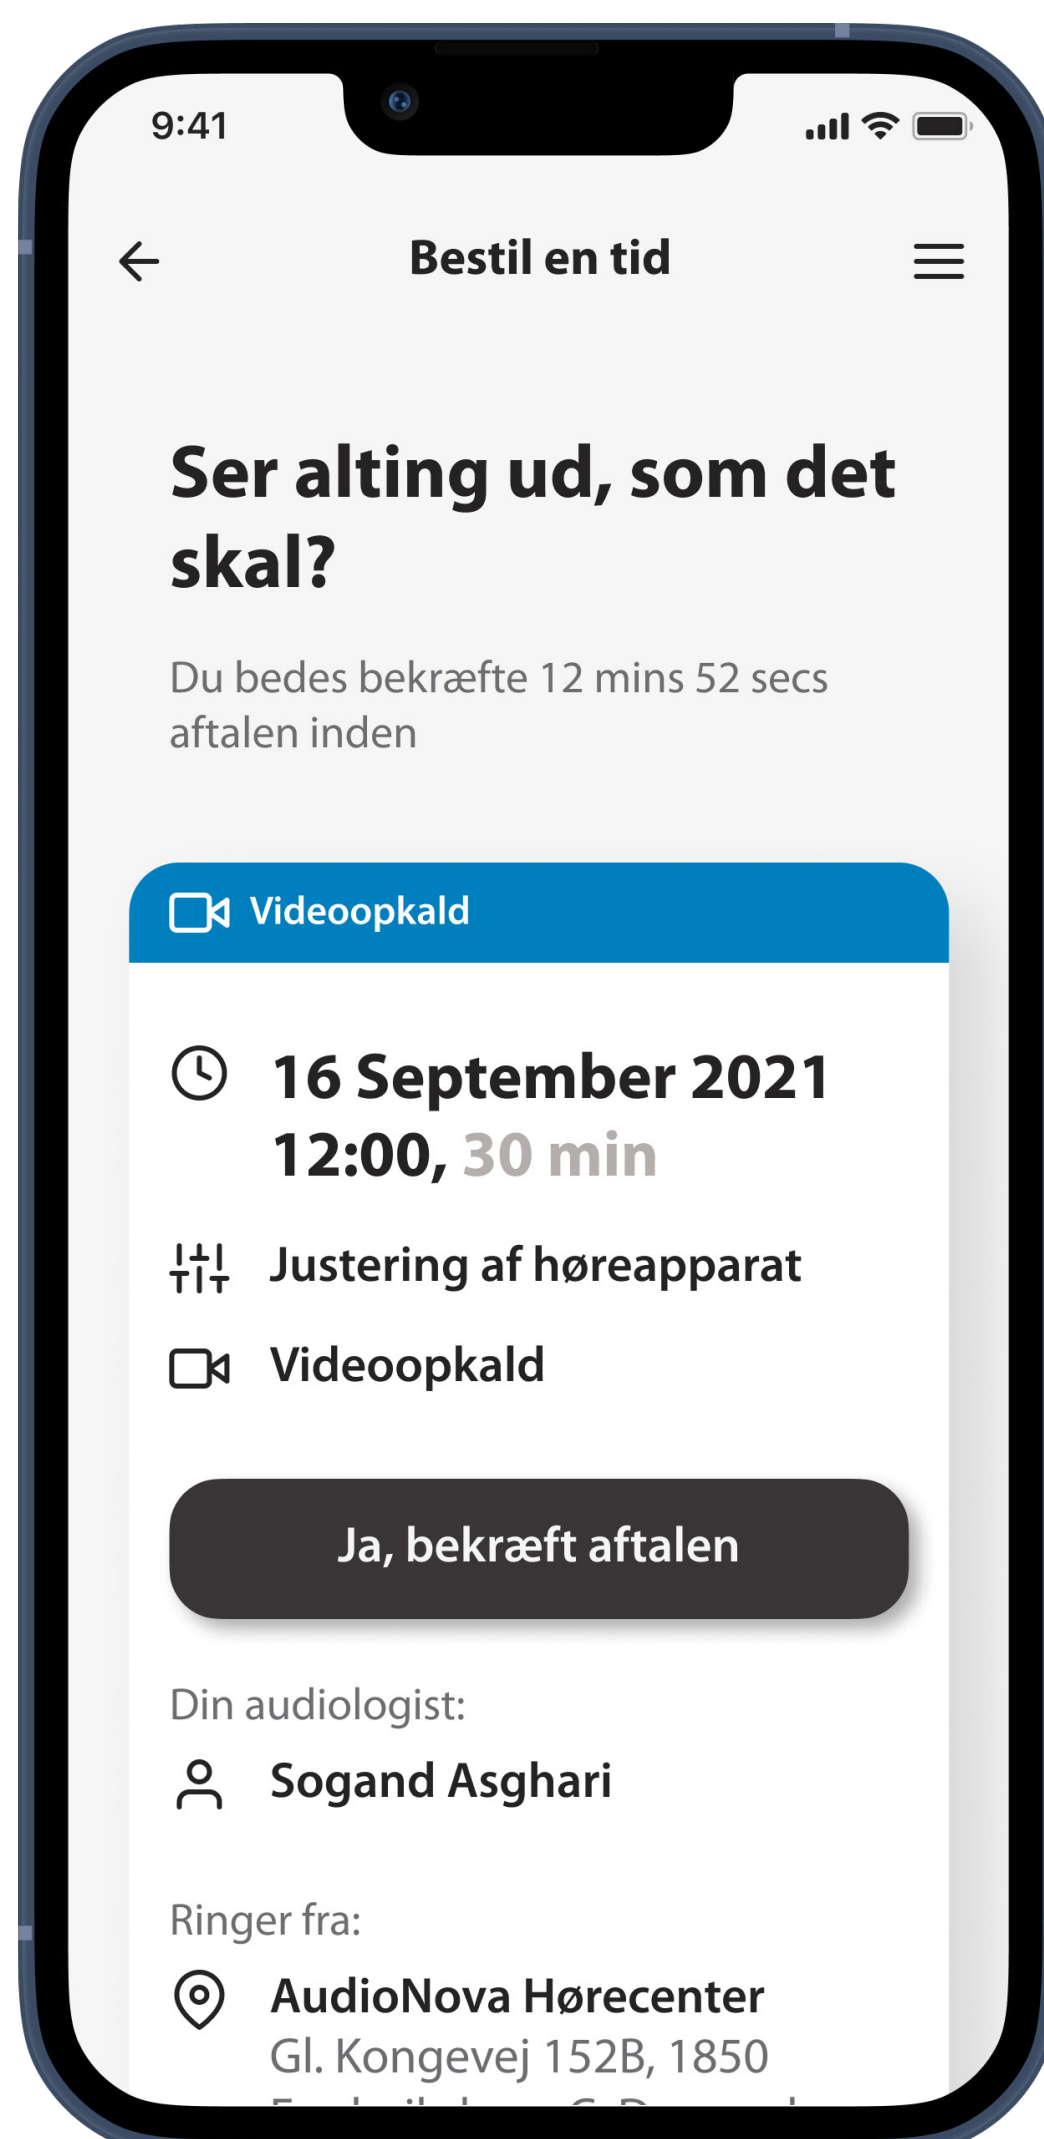 9:41
Bestil en tid
Ser alting ud, som det
skal?
Du bedes bekræfte 12 mins 52 secs
aftalen inden
Videoopkald
16 September 2021
12:00, 30 min
Justering af høreapparat
Videoopkald
Ja, bekræft aftalen
Din audiologist:
Sogand Asghari
Ringer fra:
AudioNova Hørecenter
Gl. Kongevej 152B, 1850